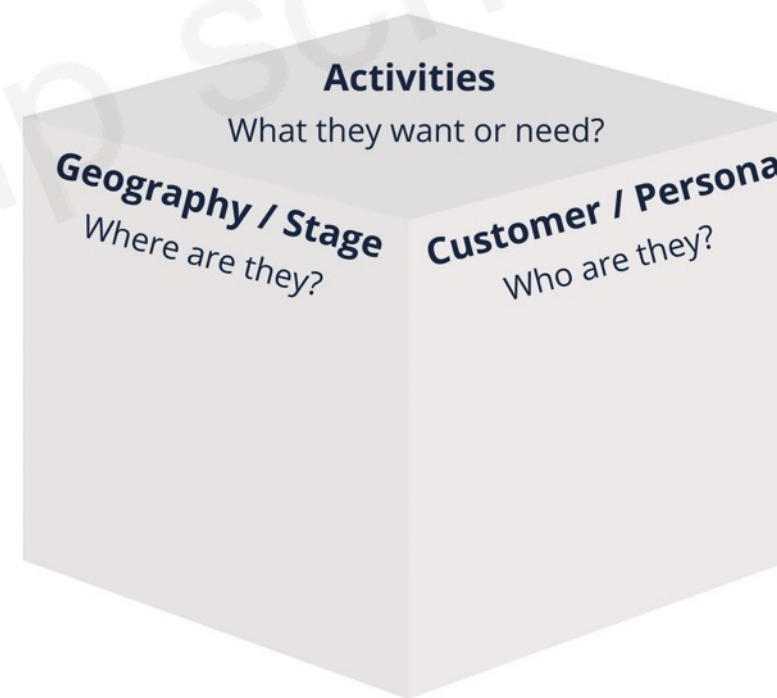 Activities
What they want or need?
Geography / Stage
Where are they?
Customer / Persona
Who are they?